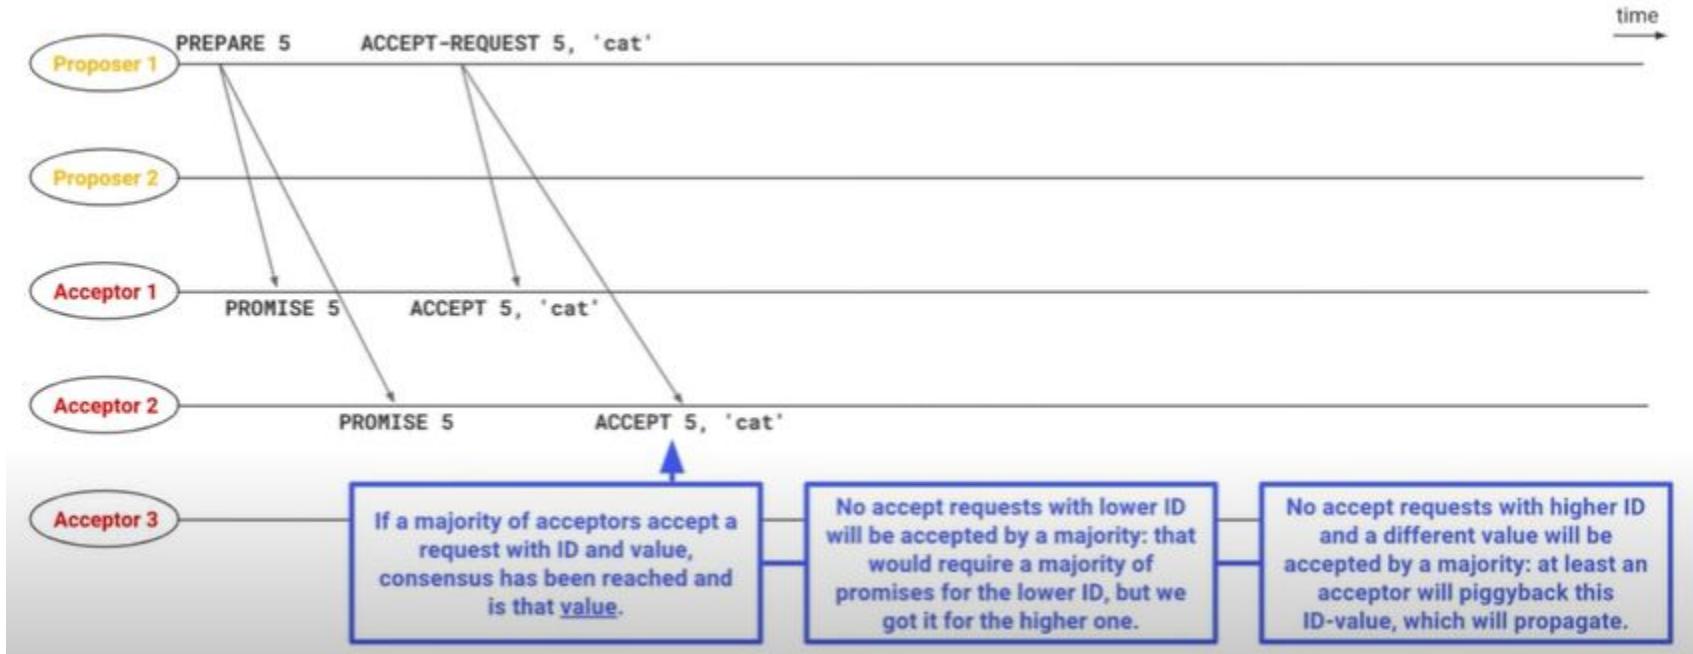 time
PREPARE 5
ACCEPT-REQUEST 5, 'cat'
Proposer 1
Proposer 2
Acceptor 1
PROMISE 5
ACCEPT 5, 'cat'
Acceptor 2
PROMISE 5
ACCEPT 5, 'cat'
Acceptor 3
If a majority of acceptors accept a
request with ID and value,
consensus has been reached and
is that value.
No accept requests with lower ID
will be accepted by a majority: that
would require a majority of
promises for the lower ID, but we
got it for the higher one.
No accept requests with higher ID
and a different value will be
accepted by a majority: at least an
acceptor will piggyback this
ID-value, which will propagate.